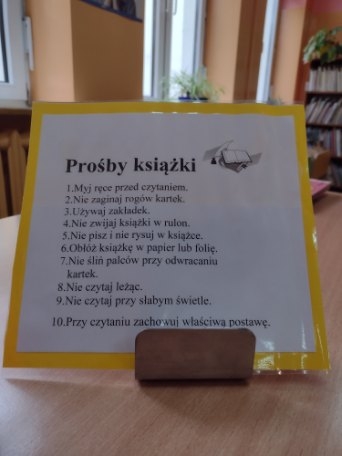 Prośby książki
1.Myj ręce przed czytaniem.
2.Nie zaginaj rogów kartek.
3.Używaj zakładek.
4.Nie zwijaj książki w rulon.
5.Nie pisz i nie rysuj w książce.
6.Obłóż książkę w papier lub folię.
7.Nie śliń palców przy odwracaniu
kartek.
8.Nie czytaj leżąc.
9.Nie czytaj przy słabym świetle.
10.Przy czytaniu zachowuj właściwą postawę.